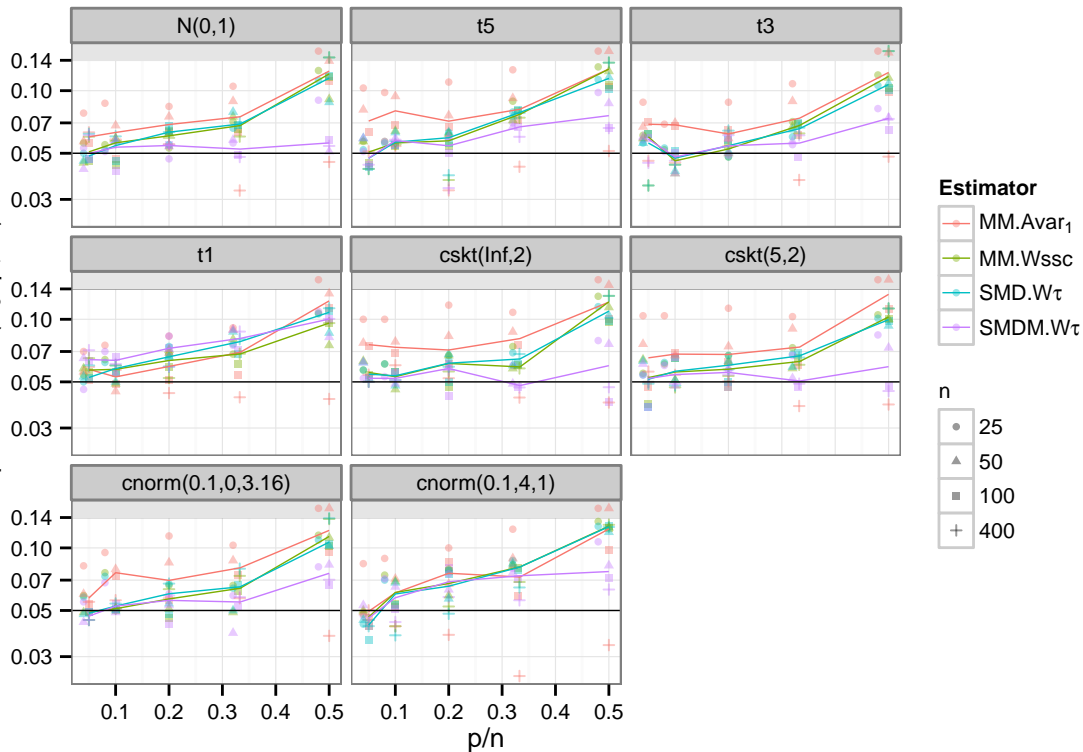 N(0,1) t5 t3
0.14
0.10
0.07
0.05
0.03
t1 cskt(Inf,2) cskt(5,2)
0.14
0.10
0.07
0.05
0.03
cnorm(0.1,0,3.16) cnorm(0.1,4,1)
0.14
0.10
0.07
0.05
0.03
0.1 0.2 0.3 0.4 0.5 0.1 0.2 0.3 0.4 0.5
p/n
Estimator
MM.Avar₁
MM.Wssc
SMD.Wτ
SMDM.Wτ
n
25
50
100
400